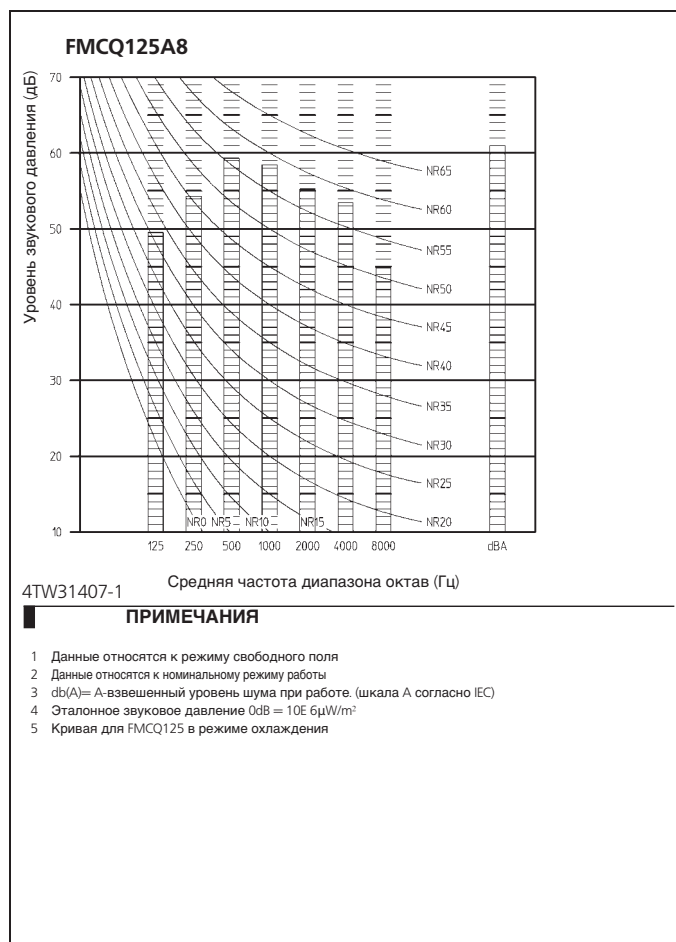 FMCQ125A8
Уровень звукового давления (дБ)
70
60
50
40
30
20
10
NR65
NR60
NR55
NR50
NR45
NR40
NR35
NR30
NR25
NR20
NR0 NR5 NR10 NR15
125 250 500 1000 2000 4000 8000 dBA
Средняя частота диапазона октав (Гц)
4TW31407-1
ПРИМЕЧАНИЯ
1 Данные относятся к режиму свободного поля
2 Данные относятся к номинальному режиму работы
3 db(A)= А-взвешенный уровень шума при работе. (шкала А согласно IEC)
4 Эталонное звуковое давление 0dB = 10E 6µW/m²
5 Кривая для FMCQ125 в режиме охлаждения